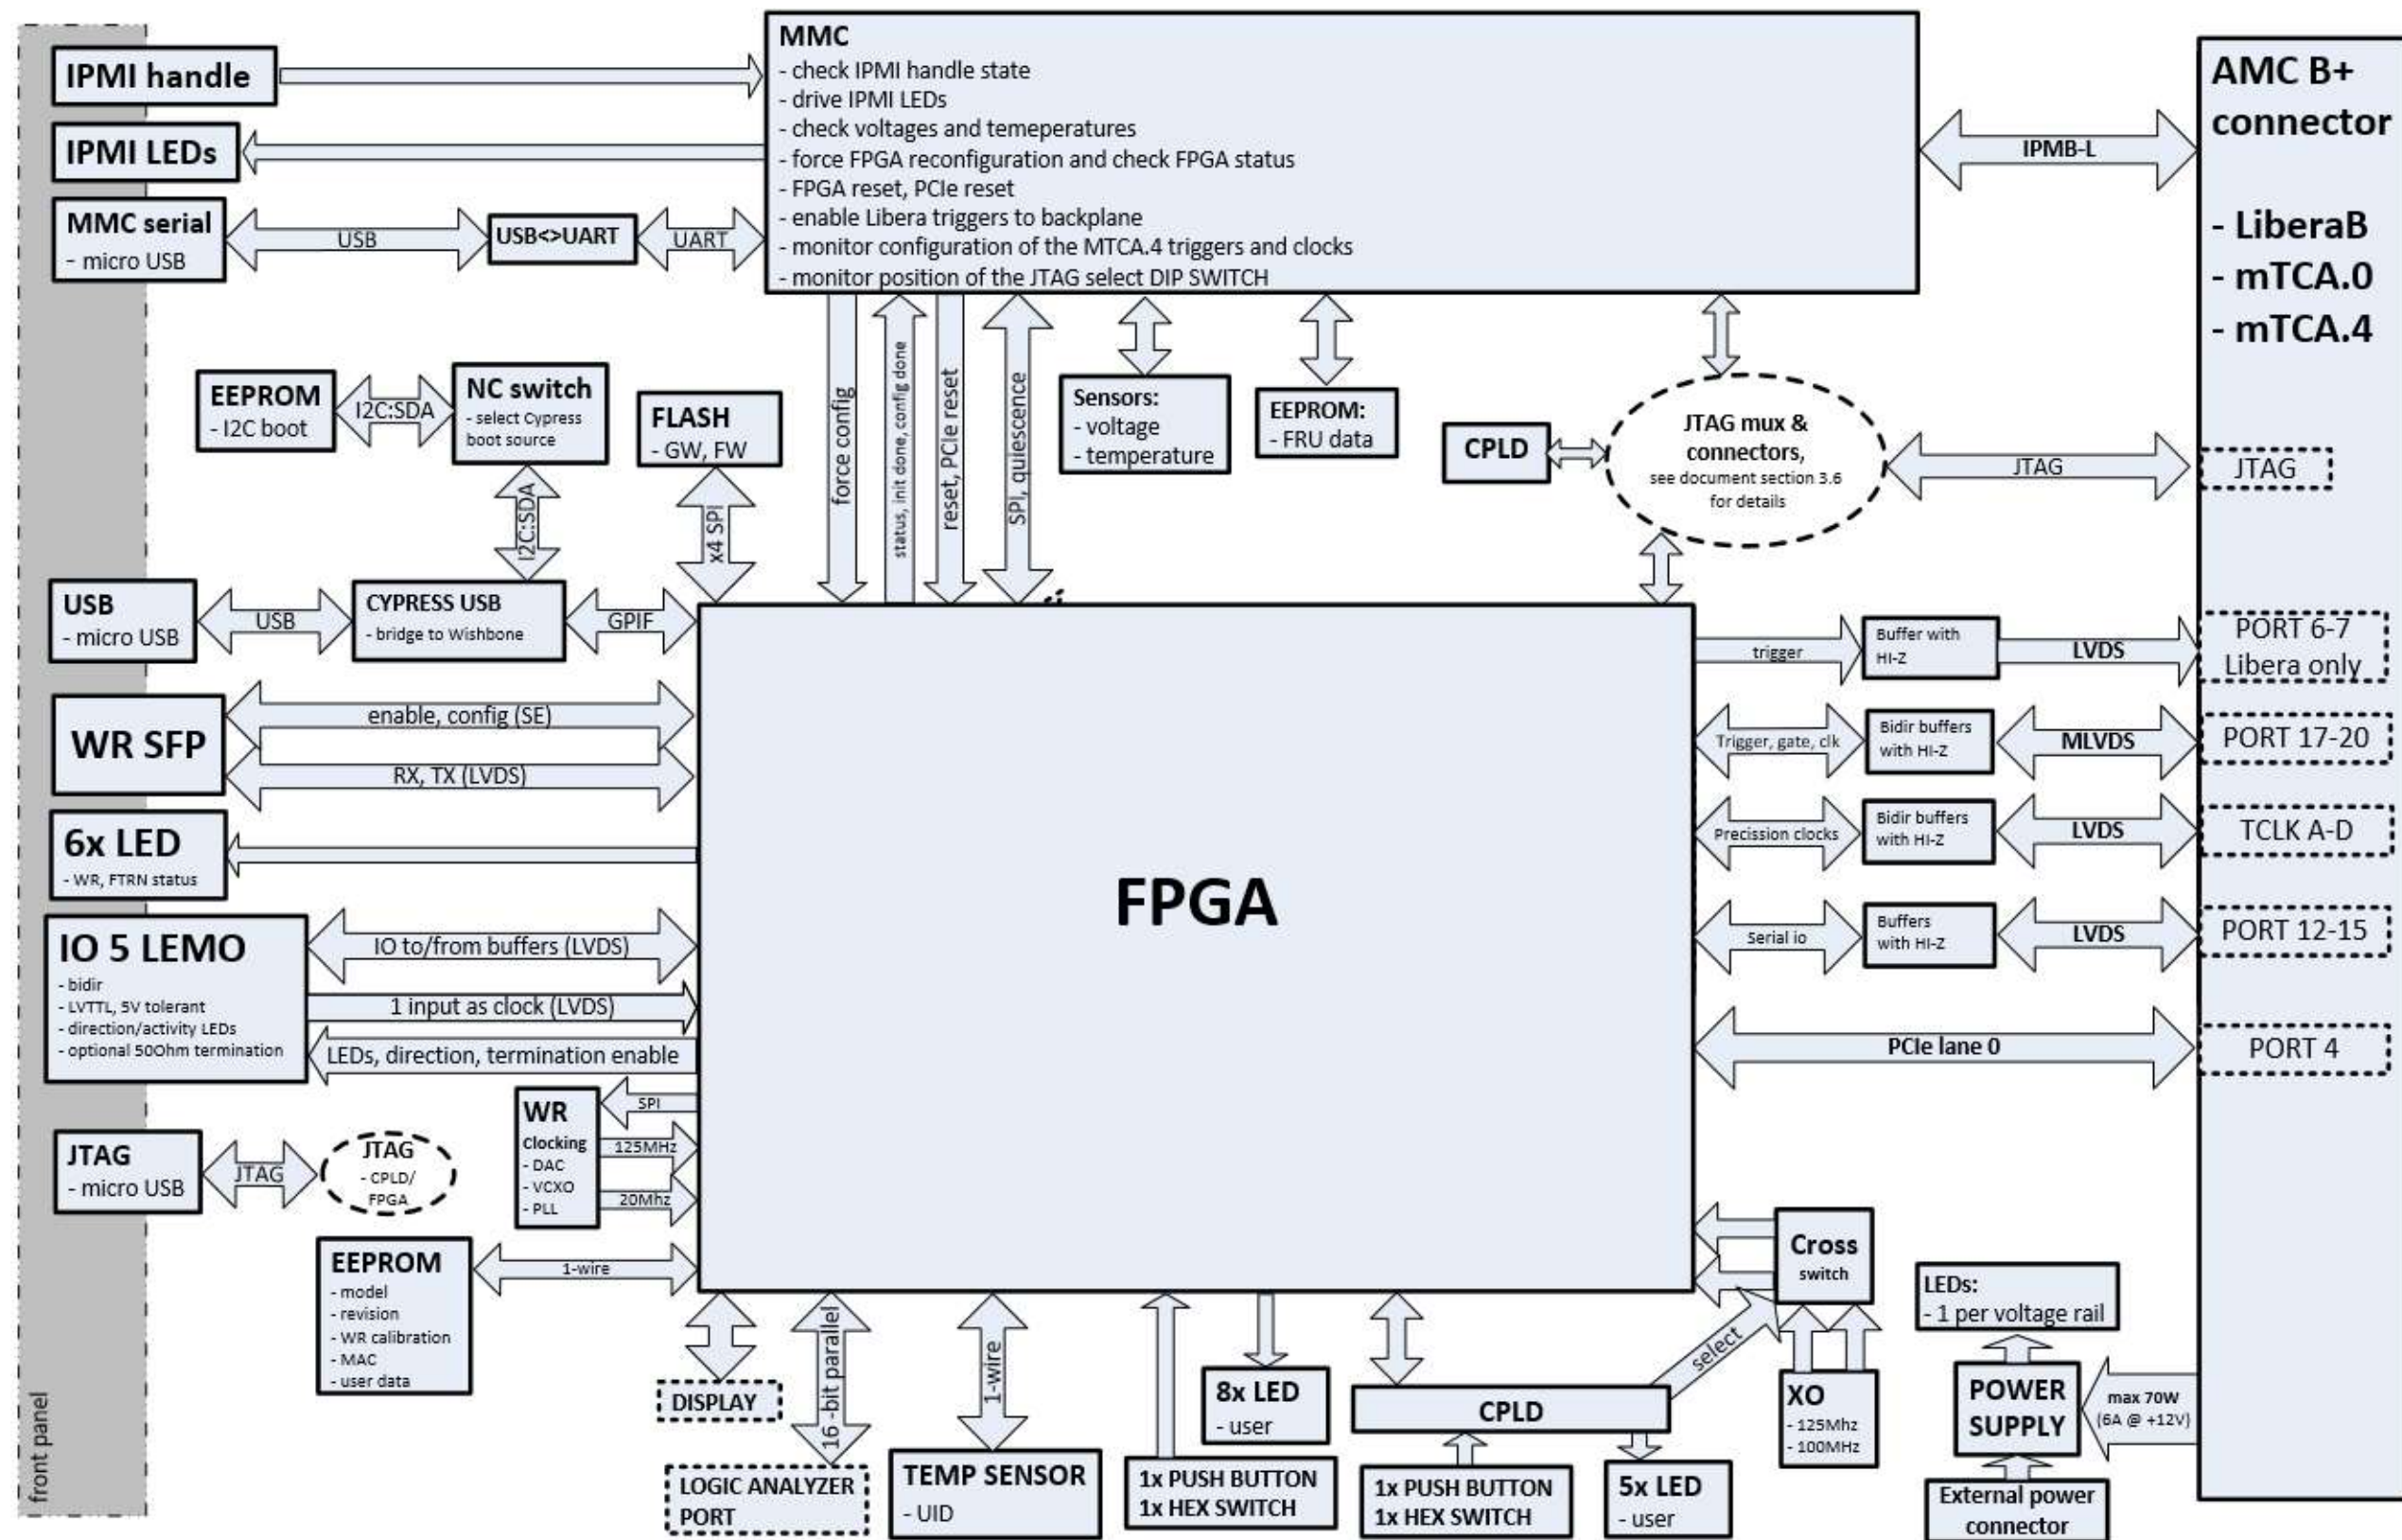 IPMI handle
IPMI LEDs
MMC serial
- micro USB
USB
USB<>UART
UART
MMC
- check IPMI handle state
- drive IPMI LEDs
- check voltages and temeperatures
- force FPGA reconfiguration and check FPGA status
- FPGA reset, PCIe reset
- enable Libera triggers to backplane
- monitor configuration of the MTCA.4 triggers and clocks
- monitor position of the JTAG select DIP SWITCH
IPMB-L
AMC B+
connector
- LiberaB
- mTCA.0
- mTCA.4
EEPROM
- I2C boot
I2C:SDA
NC switch
- select Cypress
boot source
I2C:SDA
FLASH
- GW, FW
x4 SPI
force config
status, init done, config done
reset, PCIe reset
SPI, quiescence
Sensors:
- voltage
- temperature
EEPROM:
- FRU data
CPLD
JTAG mux &
connectors,
see document section 3.6
for details
JTAG
JTAG
USB
- micro USB
USB
CYPRESS USB
- bridge to Wishbone
GPIF
WR SFP
enable, config (SE)
RX, TX (LVDS)
6x LED
- WR, FTRN status
IO 5 LEMO
- bidir
- LVTTL, 5V tolerant
- direction/activity LEDs
- optional 50Ohm termination
IO to/from buffers (LVDS)
1 input as clock (LVDS)
LEDs, direction, termination enable
FPGA
trigger
Buffer with
HI-Z
LVDS
PORT 6-7
Libera only
Trigger, gate, clk
Bidir buffers
with HI-Z
MLVDS
PORT 17-20
Precission clocks
Bidir buffers
with HI-Z
LVDS
TCLK A-D
Serial io
Buffers
with HI-Z
LVDS
PORT 12-15
PCIe lane 0
PORT 4
WR
Clocking
- DAC
- VCXO
- PLL
SPI
125MHz
20Mhz
JTAG
- micro USB
JTAG
JTAG
- CPLD/
FPGA
EEPROM
- model
- revision
- WR calibration
- MAC
- user data
1-wire
front panel
DISPLAY
16 -bit parallel
LOGIC ANALYZER
PORT
1-wire
TEMP SENSOR
- UID
1x PUSH BUTTON
1x HEX SWITCH
8x LED
- user
CPLD
1x PUSH BUTTON
1x HEX SWITCH
5x LED
- user
select
Cross
switch
XO
- 125Mhz
- 100MHz
LEDs:
- 1 per voltage rail
POWER
SUPPLY
max 70W
(6A @ +12V)
External power
connector